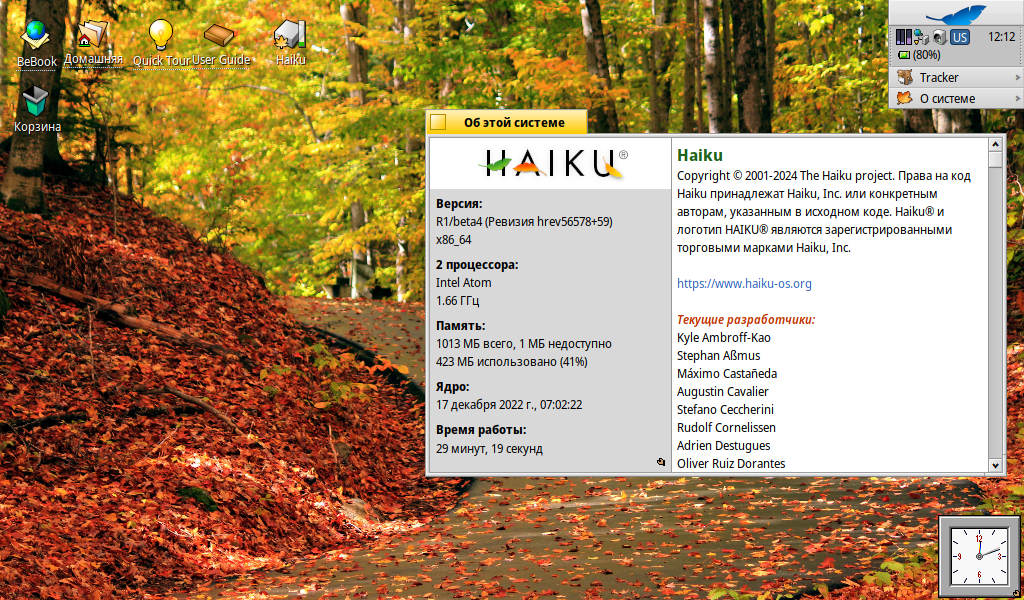 BeBook
Домашняя
Quick Tour
User Guide
Haiku
Корзина
US
12:12
(80%)
Tracker
О системе
Об этой системе
HAIKU®
Версия:
R1/beta4 (Ревизия hrev56578+59)
x86_64
2 процессора:
Intel Atom
1.66 ГГц
Память:
1013 МБ всего, 1 МБ недоступно
423 МБ использовано (41%)
Ядро:
17 декабря 2022 г., 07:02:22
Время работы:
29 минут, 19 секунд
Haiku
Copyright © 2001-2024 The Haiku project. Права на код
Haiku принадлежат Haiku, Inc. или конкретным
авторам, указанным в исходном коде. Haiku® и
логотип HAIKU® являются зарегистрированными
торговыми марками Haiku, Inc.
https://www.haiku-os.org
Текущие разработчики:
Kyle Ambroff-Kao
Stephan Aßmus
Máximo Castañeda
Augustin Cavalier
Stefano Ceccherini
Rudolf Cornelissen
Adrien Destugues
Oliver Ruiz Dorantes
12
9
3
6